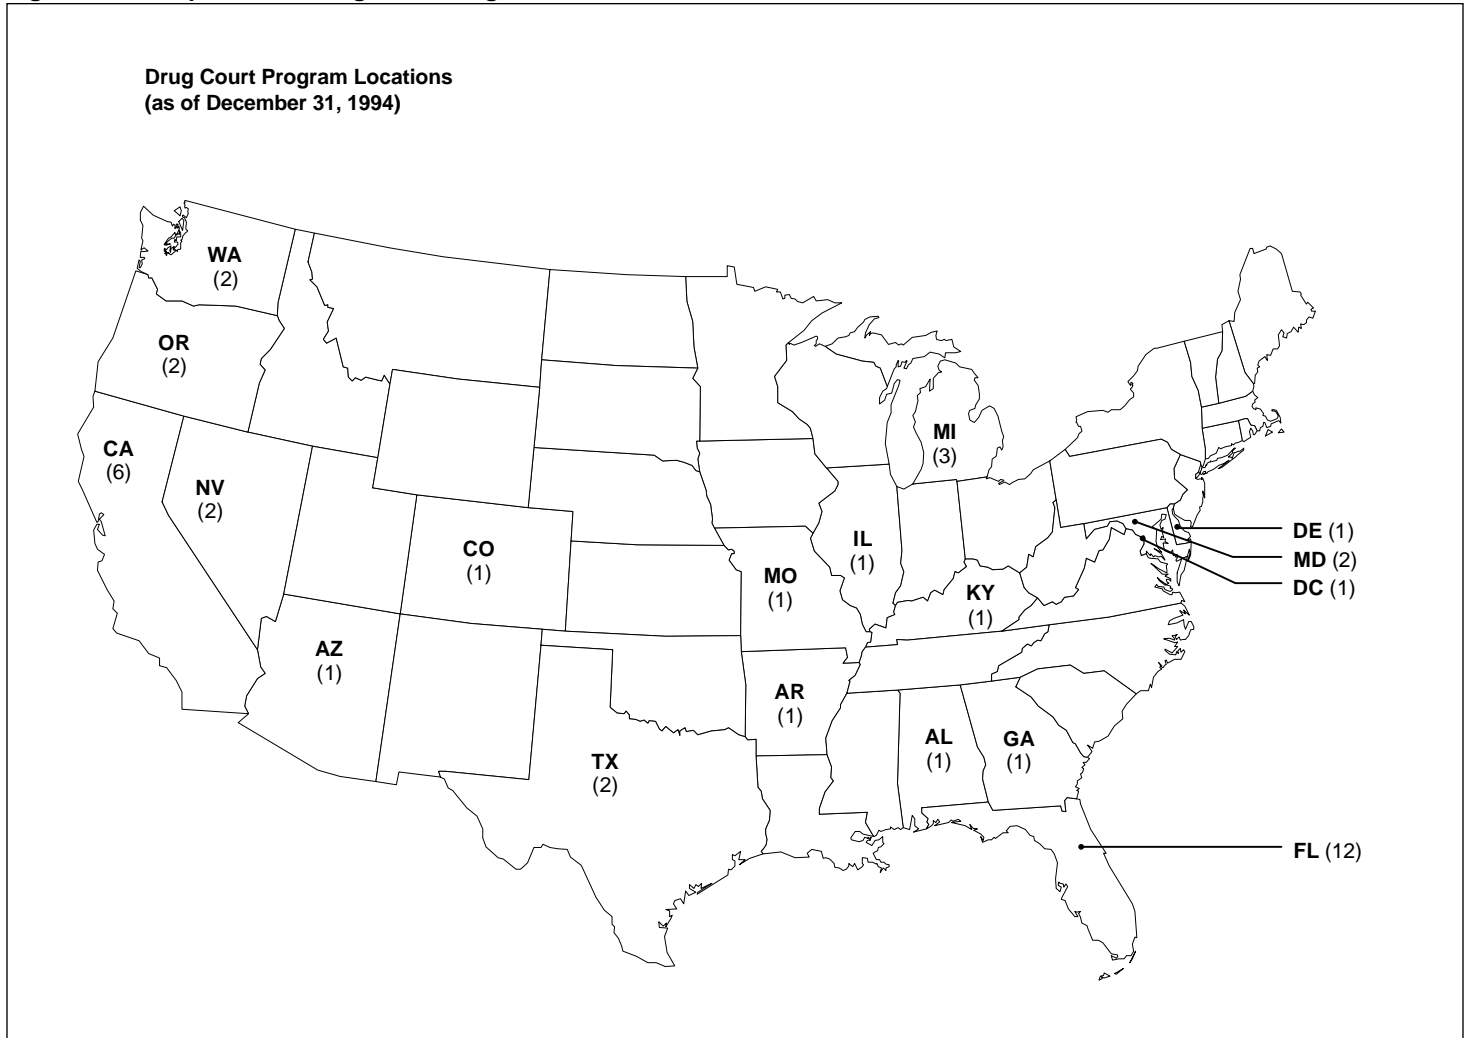 Drug Court Program Locations
(as of December 31, 1994)
WA
(2)
OR
(2)
CA
(6)
NV
(2)
MI
(3)
CO
(1)
IL
(1)
MO
(1)
KY
(1)
DE (1)
MD (2)
DC (1)
AZ
(1)
AR
(1)
AL
(1)
GA
(1)
TX
(2)
FL (12)